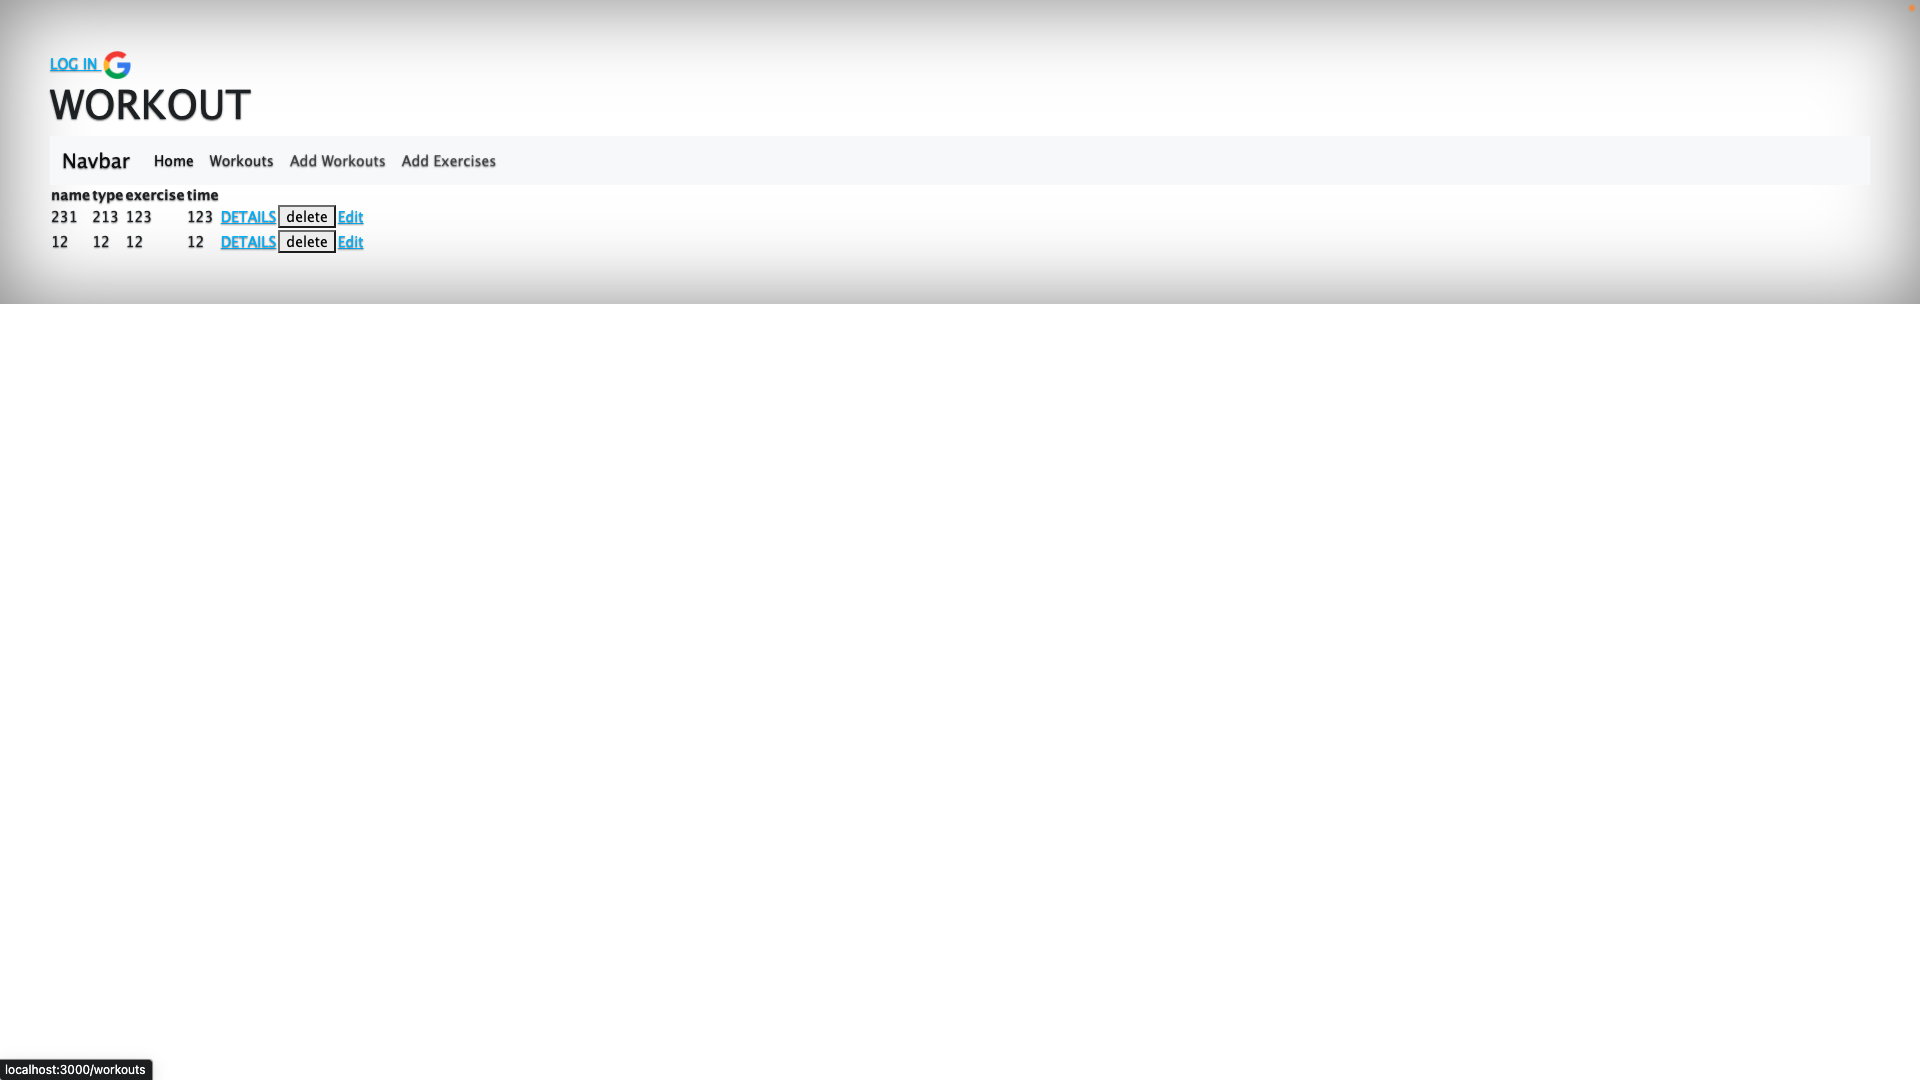 LOG IN
WORKOUT
Navbar Home Workouts Add Workouts Add Exercises
name type exercise time
231 213 123 123 DETAILS delete Edit
12 12 12 12 DETAILS delete Edit
localhost:3000/workouts